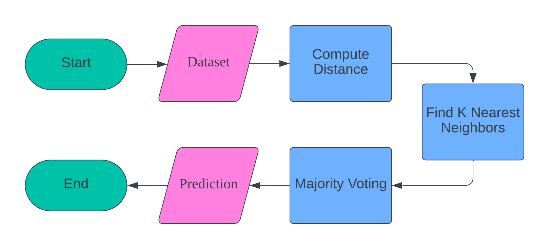 Start
Dataset
Compute
Distance
Find K Nearest
Neighbors
Majority Voting
Prediction
End